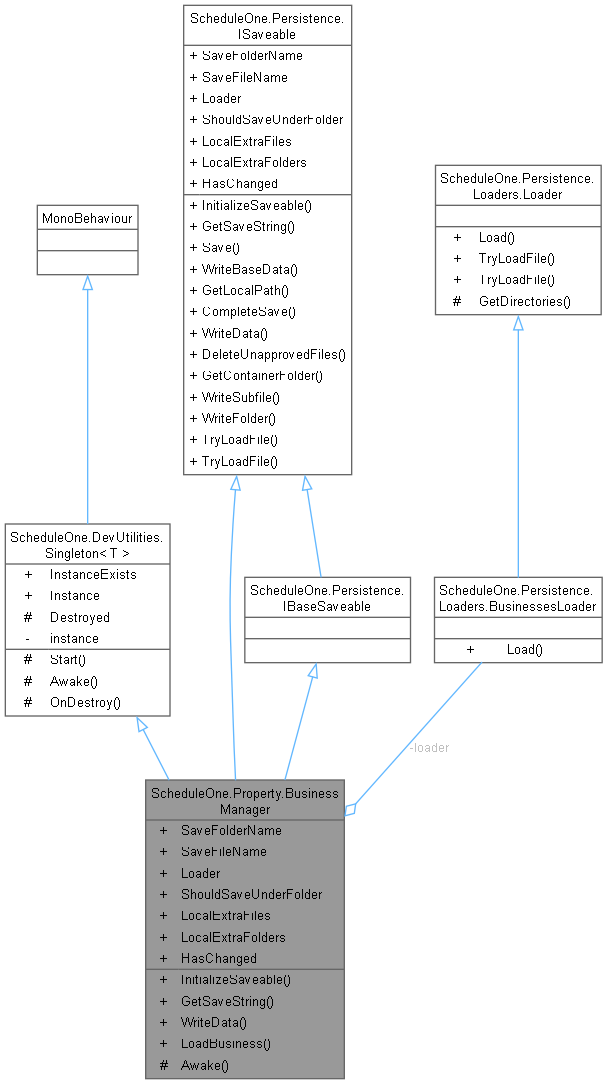 ScheduleOne.Persistence.
ISaveable
+ SaveFolderName
+ SaveFileName
+ Loader
+ ShouldSaveUnderFolder
+ LocalExtraFiles
+ LocalExtraFolders
+ HasChanged
+ InitializeSaveable()
+ GetSaveString()
+ Save()
+ WriteBaseData()
+ GetLocalPath()
+ CompleteSave()
+ WriteData()
+ DeleteUnapprovedFiles()
+ GetContainerFolder()
+ WriteSubfile()
+ WriteFolder()
+ TryLoadFile()
+ TryLoadFile()
ScheduleOne.Persistence.
Loaders.Loader
+ Load()
+ TryLoadFile()
+ TryLoadFile()
# GetDirectories()
MonoBehaviour
ScheduleOne.DevUtilities.
Singleton< T >
+ InstanceExists
+ Instance
# Destroyed
- instance
# Start()
# Awake()
# OnDestroy()
ScheduleOne.Persistence.
IBaseSaveable
ScheduleOne.Persistence.
Loaders.BusinessesLoader
+ Load()
-loader
ScheduleOne.Property.Business
Manager
+ SaveFolderName
+ SaveFileName
+ Loader
+ ShouldSaveUnderFolder
+ LocalExtraFiles
+ LocalExtraFolders
+ HasChanged
+ InitializeSaveable()
+ GetSaveString()
+ WriteData()
+ LoadBusiness()
# Awake()